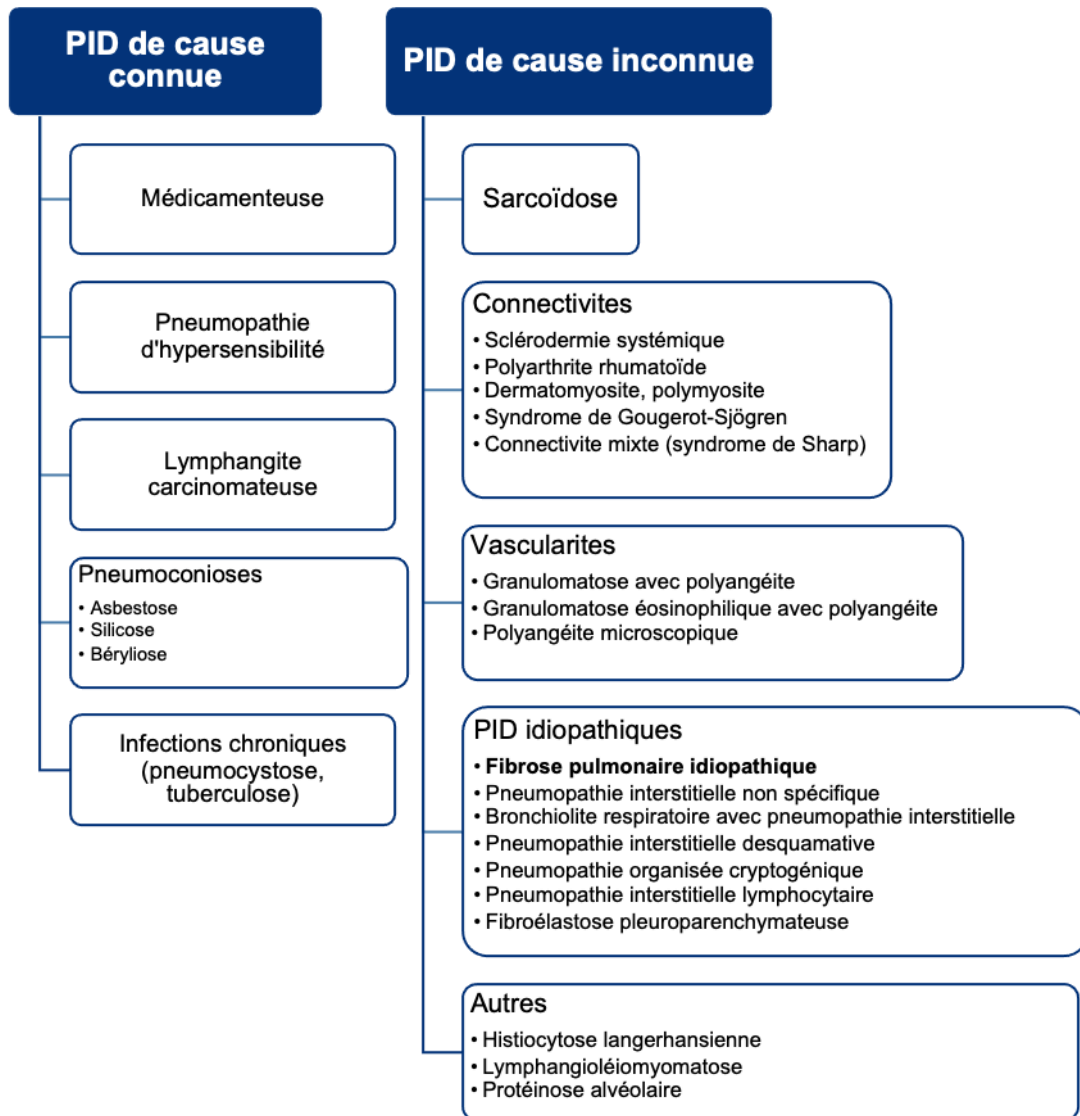 PID de cause
connue
Médicamenteuse
Pneumopathie
d'hypersensibilité
Lymphangite
carcinomateuse
Pneumoconioses
• Asbestose
• Silicose
• Béryliose
Infections chroniques
(pneumocystose,
tuberculose)
PID de cause inconnue
Sarcoïdose
Connectivites
• Sclérodermie systémique
• Polyarthrite rhumatoïde
• Dermatomyosite, polymyosite
• Syndrome de Gougerot-Sjögren
• Connectivite mixte (syndrome de Sharp)
Vascularites
• Granulomatose avec polyangéite
• Granulomatose éosinophilique avec polyangéite
• Polyangéite microscopique
PID idiopathiques
• Fibrose pulmonaire idiopathique
• Pneumopathie interstitielle non spécifique
• Bronchiolite respiratoire avec pneumopathie interstitielle
• Pneumopathie interstitielle desquamative
• Pneumopathie organisée cryptogénique
• Pneumopathie interstitielle lymphocytaire
• Fibroélastose pleuroparenchymateuse
Autres
• Histiocytose langerhansienne
• Lymphangioléiomyomatose
• Protéinose alvéolaire